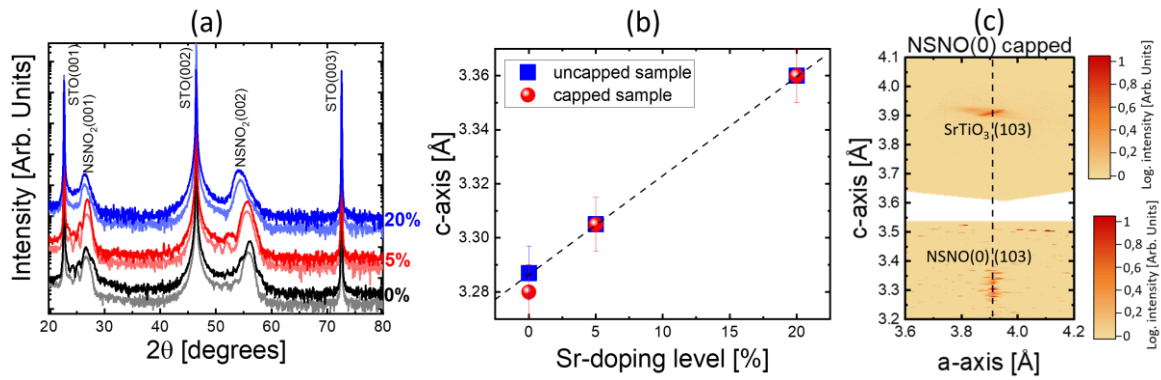 (a)
Intensity [Arb. Units]
STO(001)
NSNO₂(001)
STO(002)
NSNO₂(002)
STO(003)
20%
5%
0%
20 30 40 50 60 70 80
2θ [degrees]
(b)
c-axis [Å]
3.36
3.34
3.33
3.31
3.30
3.28
uncapped sample
capped sample
0 5 10 15 20
Sr-doping level [%]
(c)
NSNO(0) capped
c-axis [Å]
4.1
4.0
3.9
3.8
3.7
3.6
3.5
3.4
3.3
3.2
SrTiO₃ (103)
NSNO(0) (103)
3.6 3.8 4.0 4.2
a-axis [Å]
1
0,8
0,6
0,4
0,2
0
Log. intensity [Arb. Units]
1
0,8
0,6
0,4
0,2
0
Log. intensity [Arb. Units]